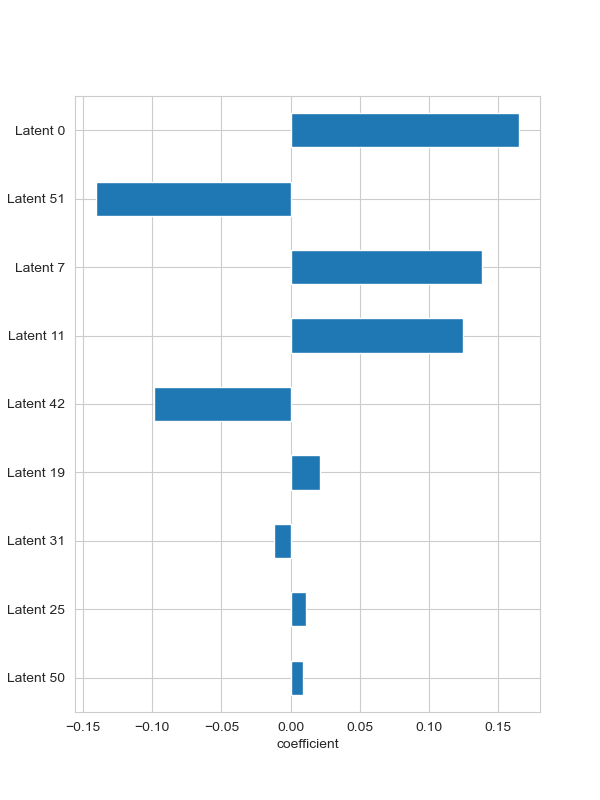 Latent 0
Latent 51
Latent 7
Latent 11
Latent 42
Latent 19
Latent 31
Latent 25
Latent 50
−0.15 −0.10 −0.05 0.00 0.05 0.10 0.15
coefficient